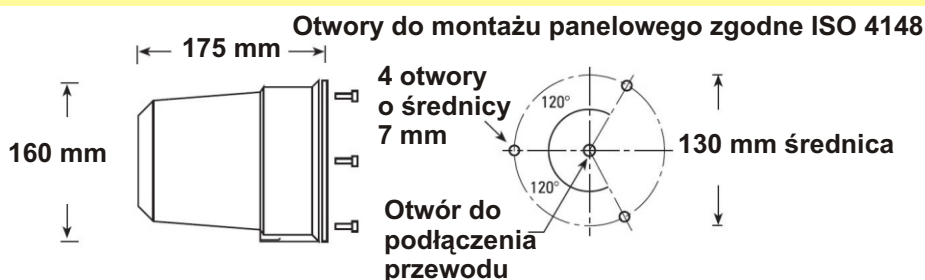 Otwory do montażu panelowego zgodne ISO 4148
175 mm
160 mm
4 otwory
o średnicy
7 mm
120°
120°
130 mm średnica
Otwór do
podłączenia
przewodu